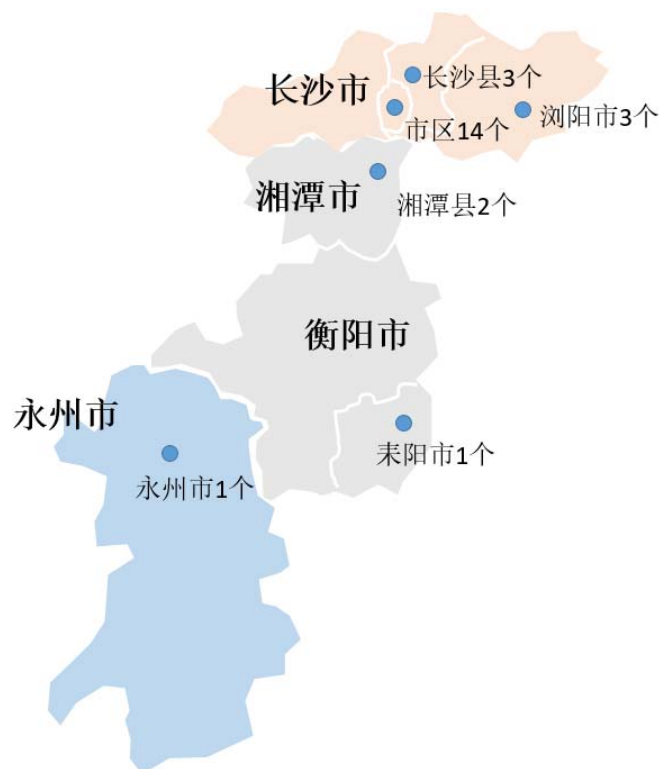 长沙市
长沙县3个
市区14个
浏阳市3个
湘潭市
湘潭县2个
衡阳市
永州市
耒阳市1个
永州市1个